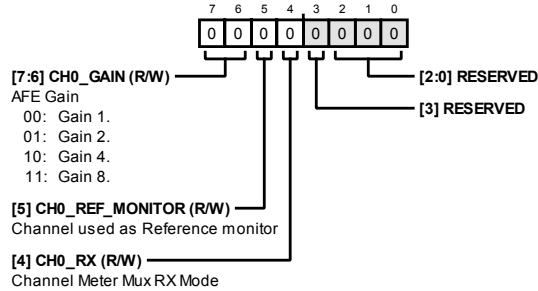 7 6 5 4 3 2 1 0
0 0 0 0 0 0 0 0
[7:6] CH0_GAIN (R/W)
AFE Gain
00: Gain 1.
01: Gain 2.
10: Gain 4.
11: Gain 8.
[5] CH0_REF_MONITOR (R/W)
Channel used as Reference monitor
[4] CH0_RX (R/W)
Channel Meter Mux RX Mode
[2:0] RESERVED
[3] RESERVED